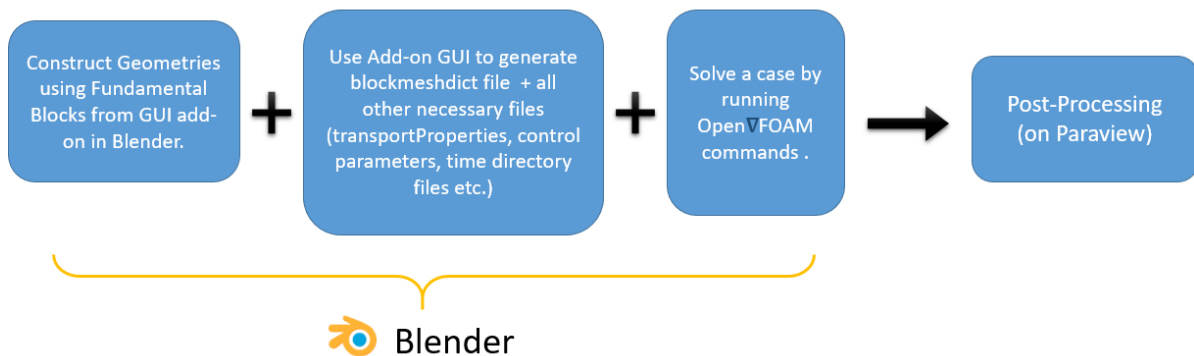 Construct Geometries
using Fundamental
Blocks from GUI add-
on in Blender.
Use Add-on GUI to generate
blockmeshdict file + all
other necessary files
(transportProperties, control
parameters, time directory
files etc.)
Solve a case by
running
Open∇FOAM
commands .
Post-Processing
(on Paraview)
Blender